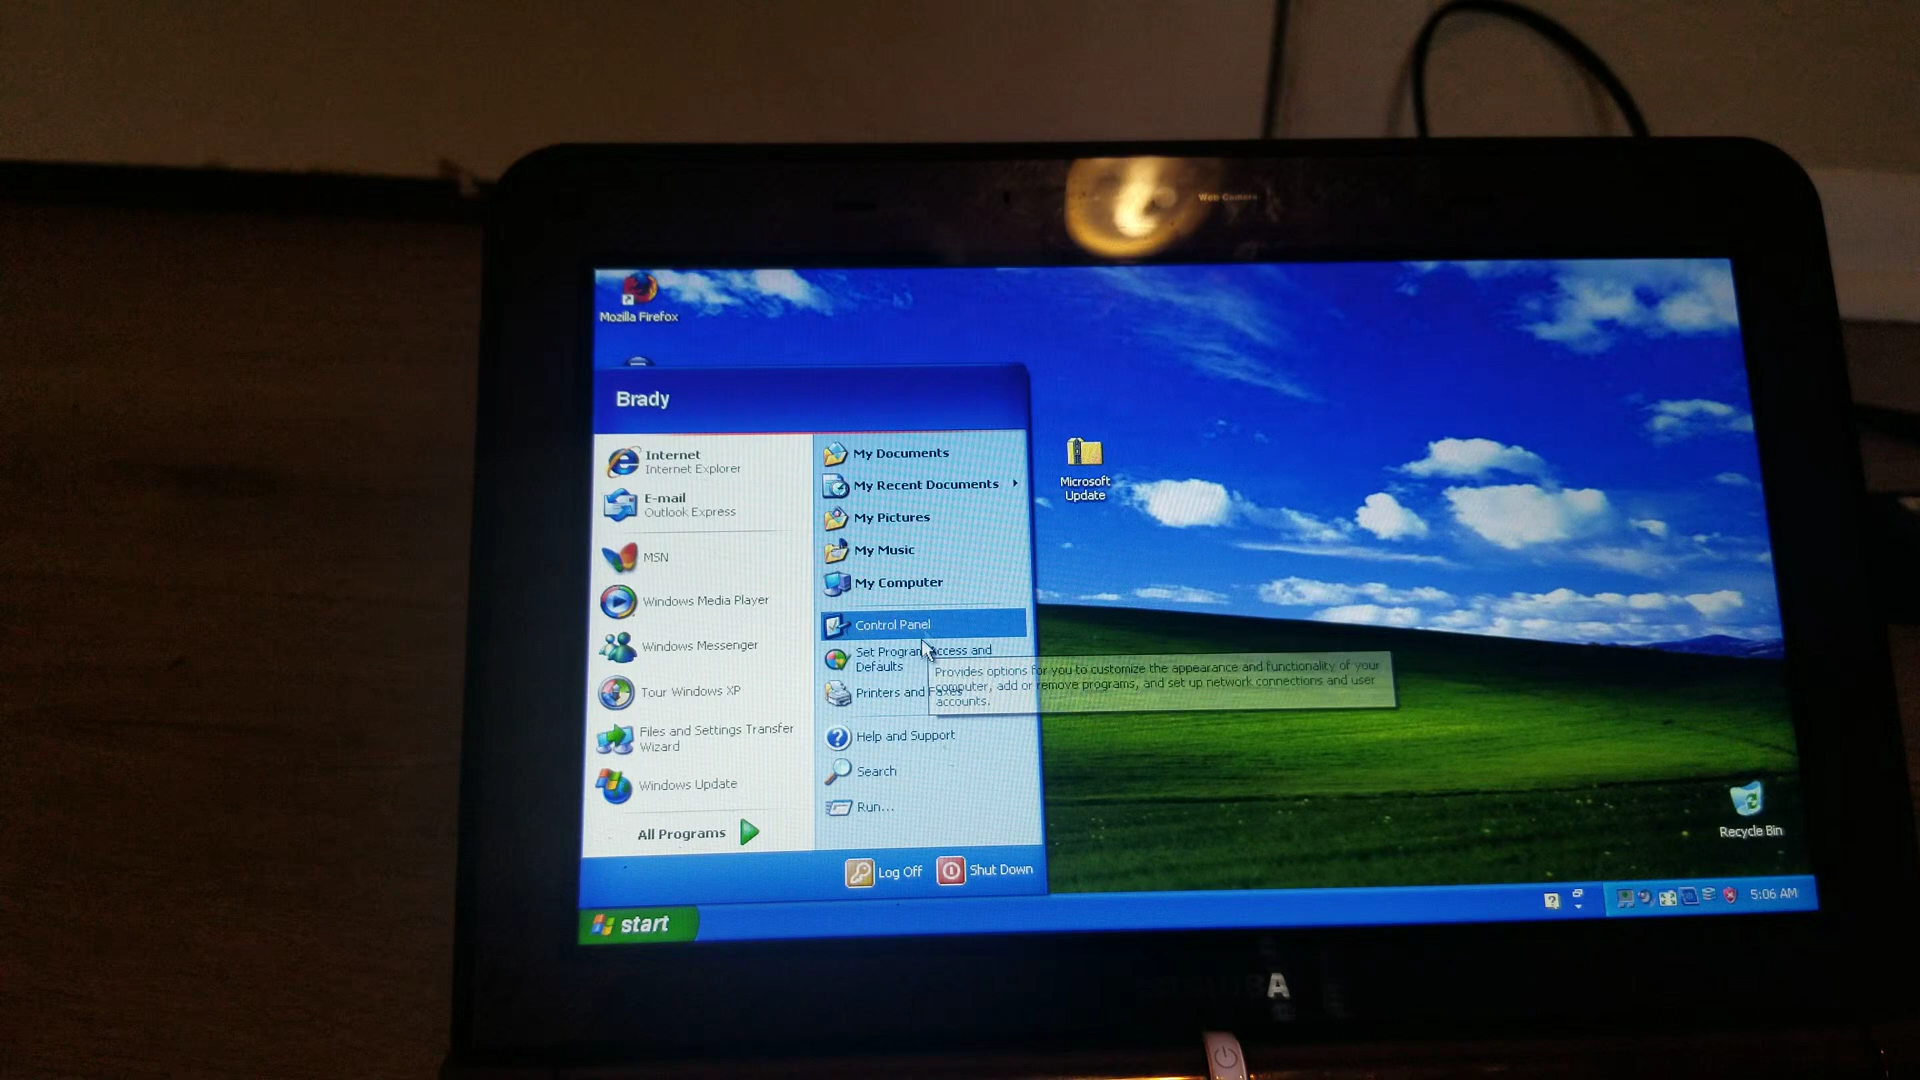 Web Camera
Mozilla Firefox
Brady
Internet
Internet Explorer
E-mail
Outlook Express
MSN
Windows Media Player
Windows Messenger
Tour Windows XP
Files and Settings Transfer
Wizard
Windows Update
All Programs
My Documents
My Recent Documents
My Pictures
My Music
My Computer
Control Panel
Set Program Access and
Defaults
Printers and Faxes
Help and Support
Search
Run...
Provides options for you to customize the appearance and functionality of your
computer, add or remove programs, and set up network connections and user
accounts.
Microsoft
Update
Recycle Bin
Log Off
Shut Down
start
5:06 AM